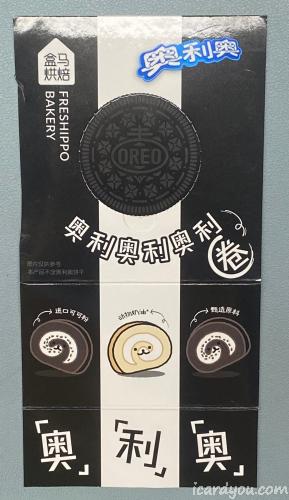 盒马
烘焙
FRESHIPPO
BAKERY
奥利奥
OREO
奥利奥利奥利卷
图片仅供参考
本产品不含奥利奥饼干
进口可可粉
甄选原料
「奥」
「利」
「奥」
icardyou.com